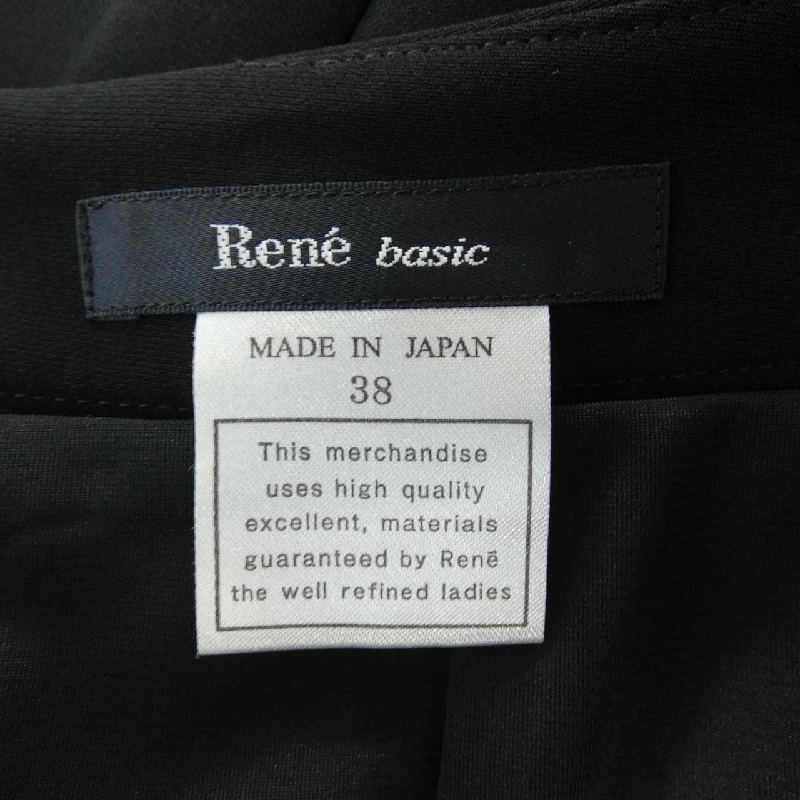 René basic
MADE IN JAPAN
38
This merchandise
uses high quality
excellent, materials
guaranteed by Renē
the well refined ladies